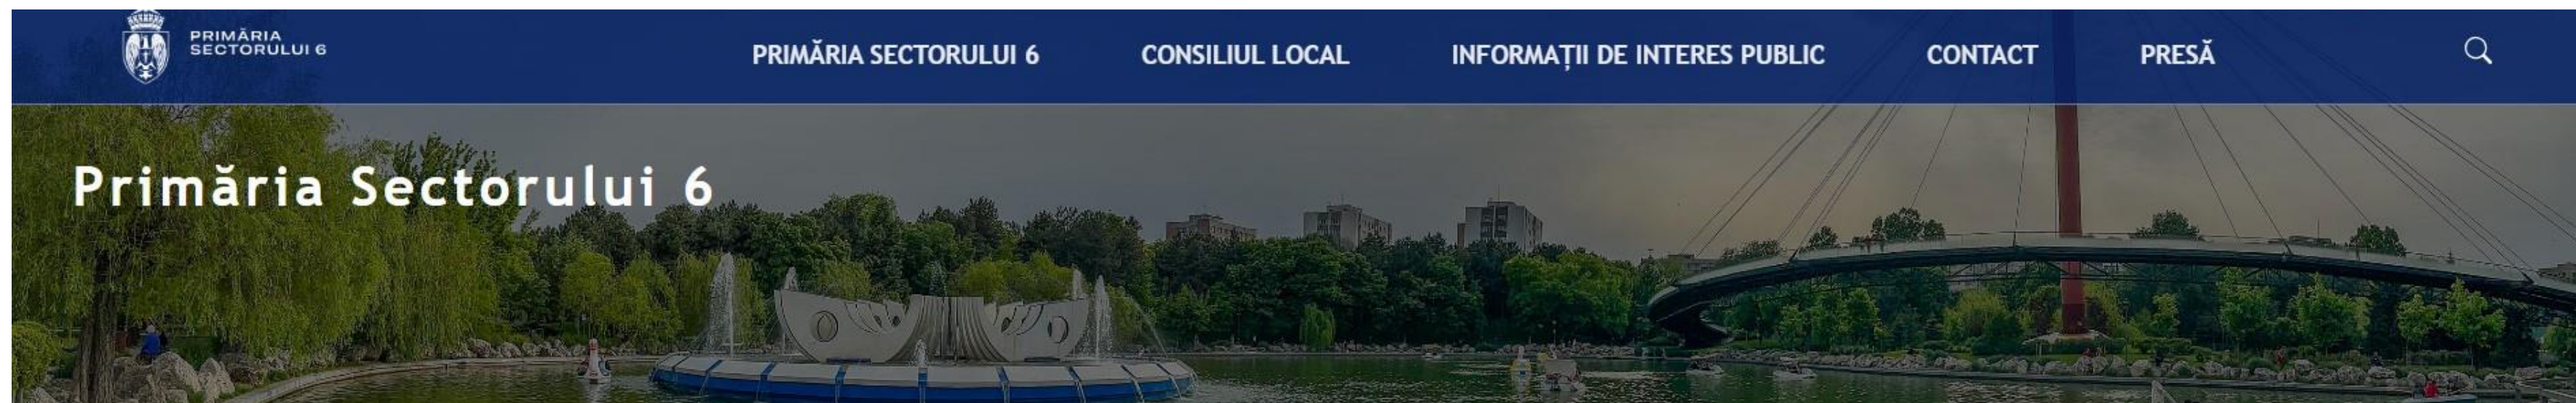 PRIMĂRIA
SECTORULUI 6
PRIMĂRIA SECTORULUI 6
CONSILIUL LOCAL
INFORMAȚII DE INTERES PUBLIC
CONTACT
PRESĂ
Primăria Sectorului 6